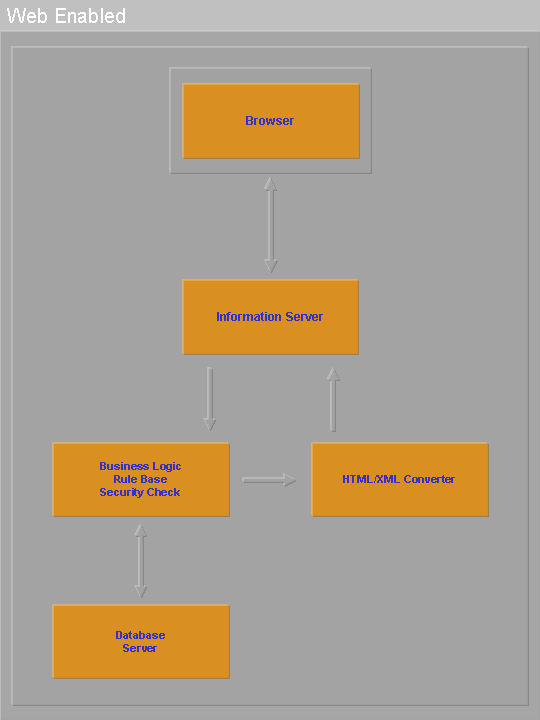 Web Enabled
Browser
Information Server
Business Logic
Rule Base
Security Check
HTML/XML Converter
Database
Server